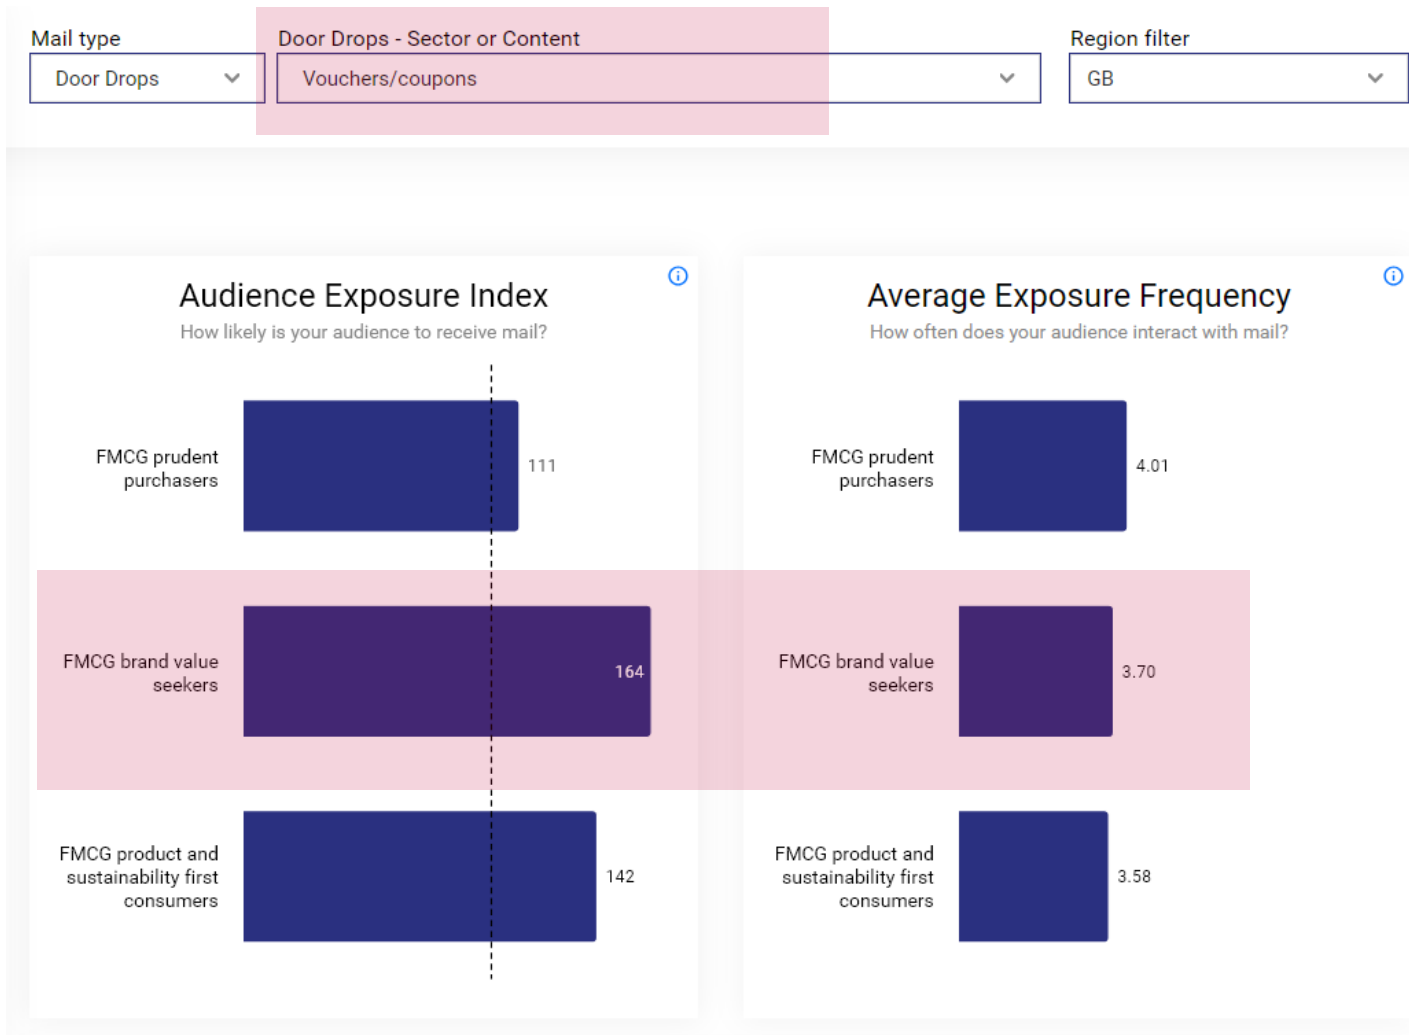 Mail type
Door Drops - Sector or Content
Region filter
Door Drops
Vouchers/coupons
GB
Audience Exposure Index
How likely is your audience to receive mail?
FMCG prudent
purchasers
111
FMCG brand value
seekers
164
FMCG product and
sustainability first
consumers
142
Average Exposure Frequency
How often does your audience interact with mail?
FMCG prudent
purchasers
4.01
FMCG brand value
seekers
3.70
FMCG product and
sustainability first
consumers
3.58